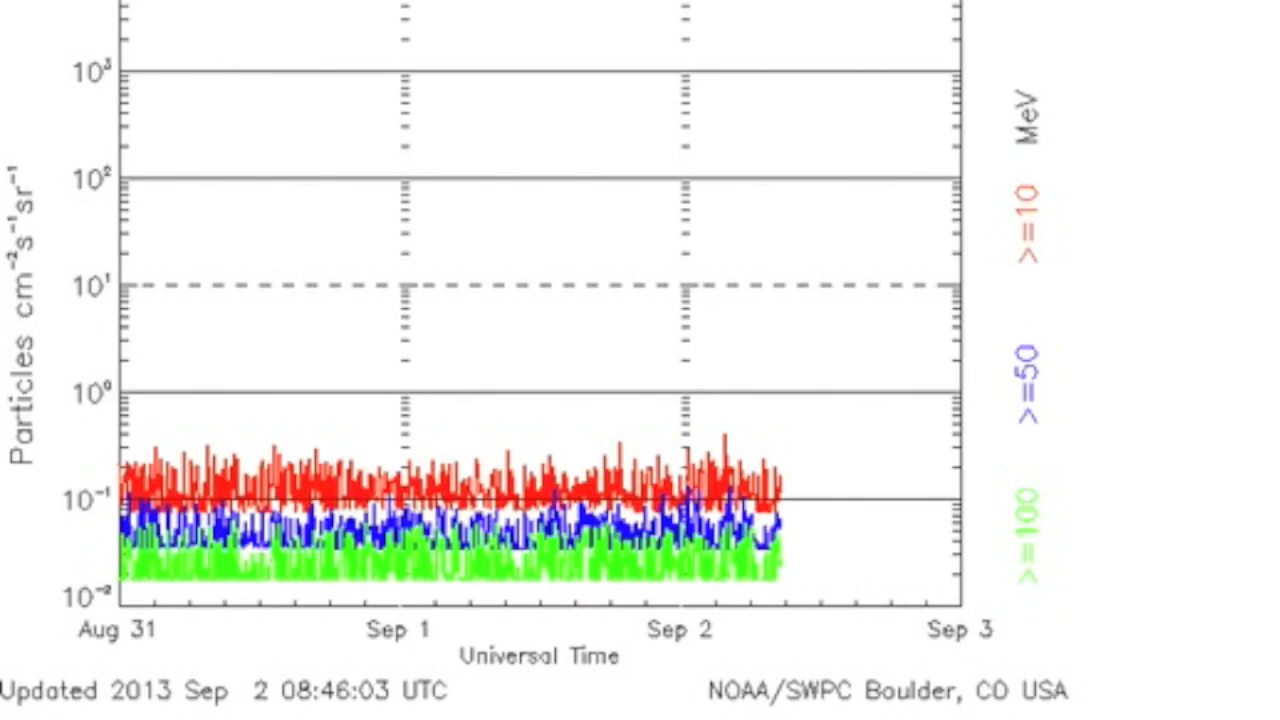 10³
10²
10¹
10⁰
10⁻¹
10⁻²
Particles cm⁻²s⁻¹sr⁻¹
Aug 31 Sep 1 Sep 2 Sep 3
Universal Time
>=100 >=50 >=10 MeV
Updated 2013 Sep 2 08:46:03 UTC NOAA/SWPC Boulder, CO USA